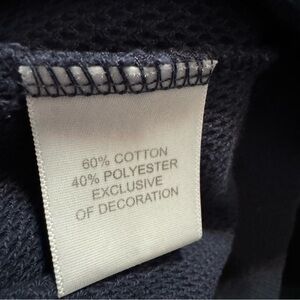 60% COTTON
40% POLYESTER
EXCLUSIVE
OF DECORATION